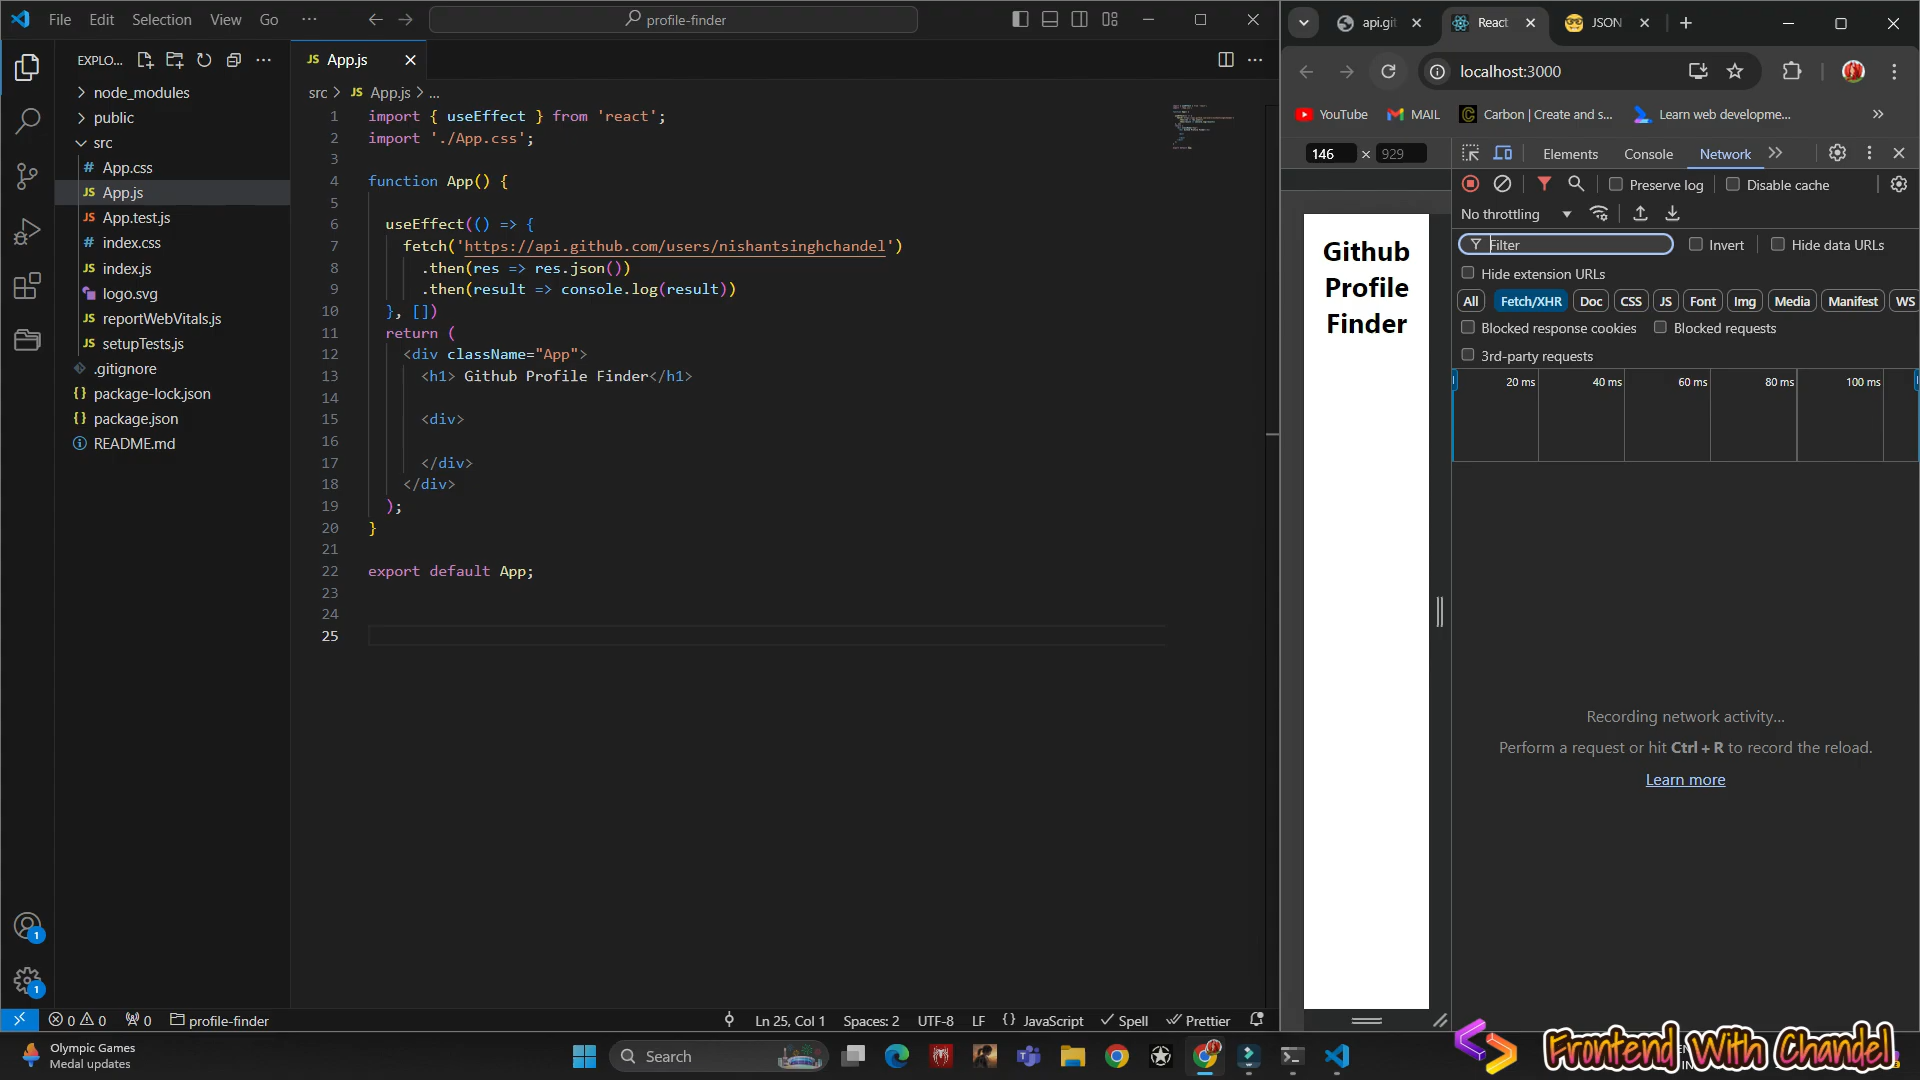 File Edit Selection View Go ··· profile-finder
EXPLO...
node_modules
public
src
# App.css
JS App.js
JS App.test.js
# index.css
JS index.js
logo.svg
JS reportWebVitals.js
JS setupTests.js
.gitignore
{} package-lock.json
{} package.json
README.md
JS App.js
src > JS App.js > ...
1 import { useEffect } from 'react';
2 import './App.css';
3
4 function App() {
5
6 useEffect(() => {
7 fetch('https://api.github.com/users/nishantsinghchandel')
8 .then(res => res.json())
9 .then(result => console.log(result))
10 }, [])
11 return (
12 <div className="App">
13 <h1> Github Profile Finder</h1>
14
15 <div>
16
17 </div>
18 </div>
19 );
20 }
21
22 export default App;
23
24
25
1
1
0 0 0 profile-finder Ln 25, Col 1 Spaces: 2 UTF-8 LF {} JavaScript Spell Prettier
api.git React JSON
localhost:3000
YouTube MAIL Carbon | Create and s... Learn web developme... »
146 × 929
Elements Console Network »
Preserve log Disable cache
No throttling
Filter Invert Hide data URLs
Hide extension URLs
All Fetch/XHR Doc CSS JS Font Img Media Manifest WS
Blocked response cookies Blocked requests
3rd-party requests
20 ms 40 ms 60 ms 80 ms 100 ms
Github
Profile
Finder
Recording network activity...
Perform a request or hit Ctrl + R to record the reload.
Learn more
Olympic Games
Medal updates
Search
Frontend With Chandel